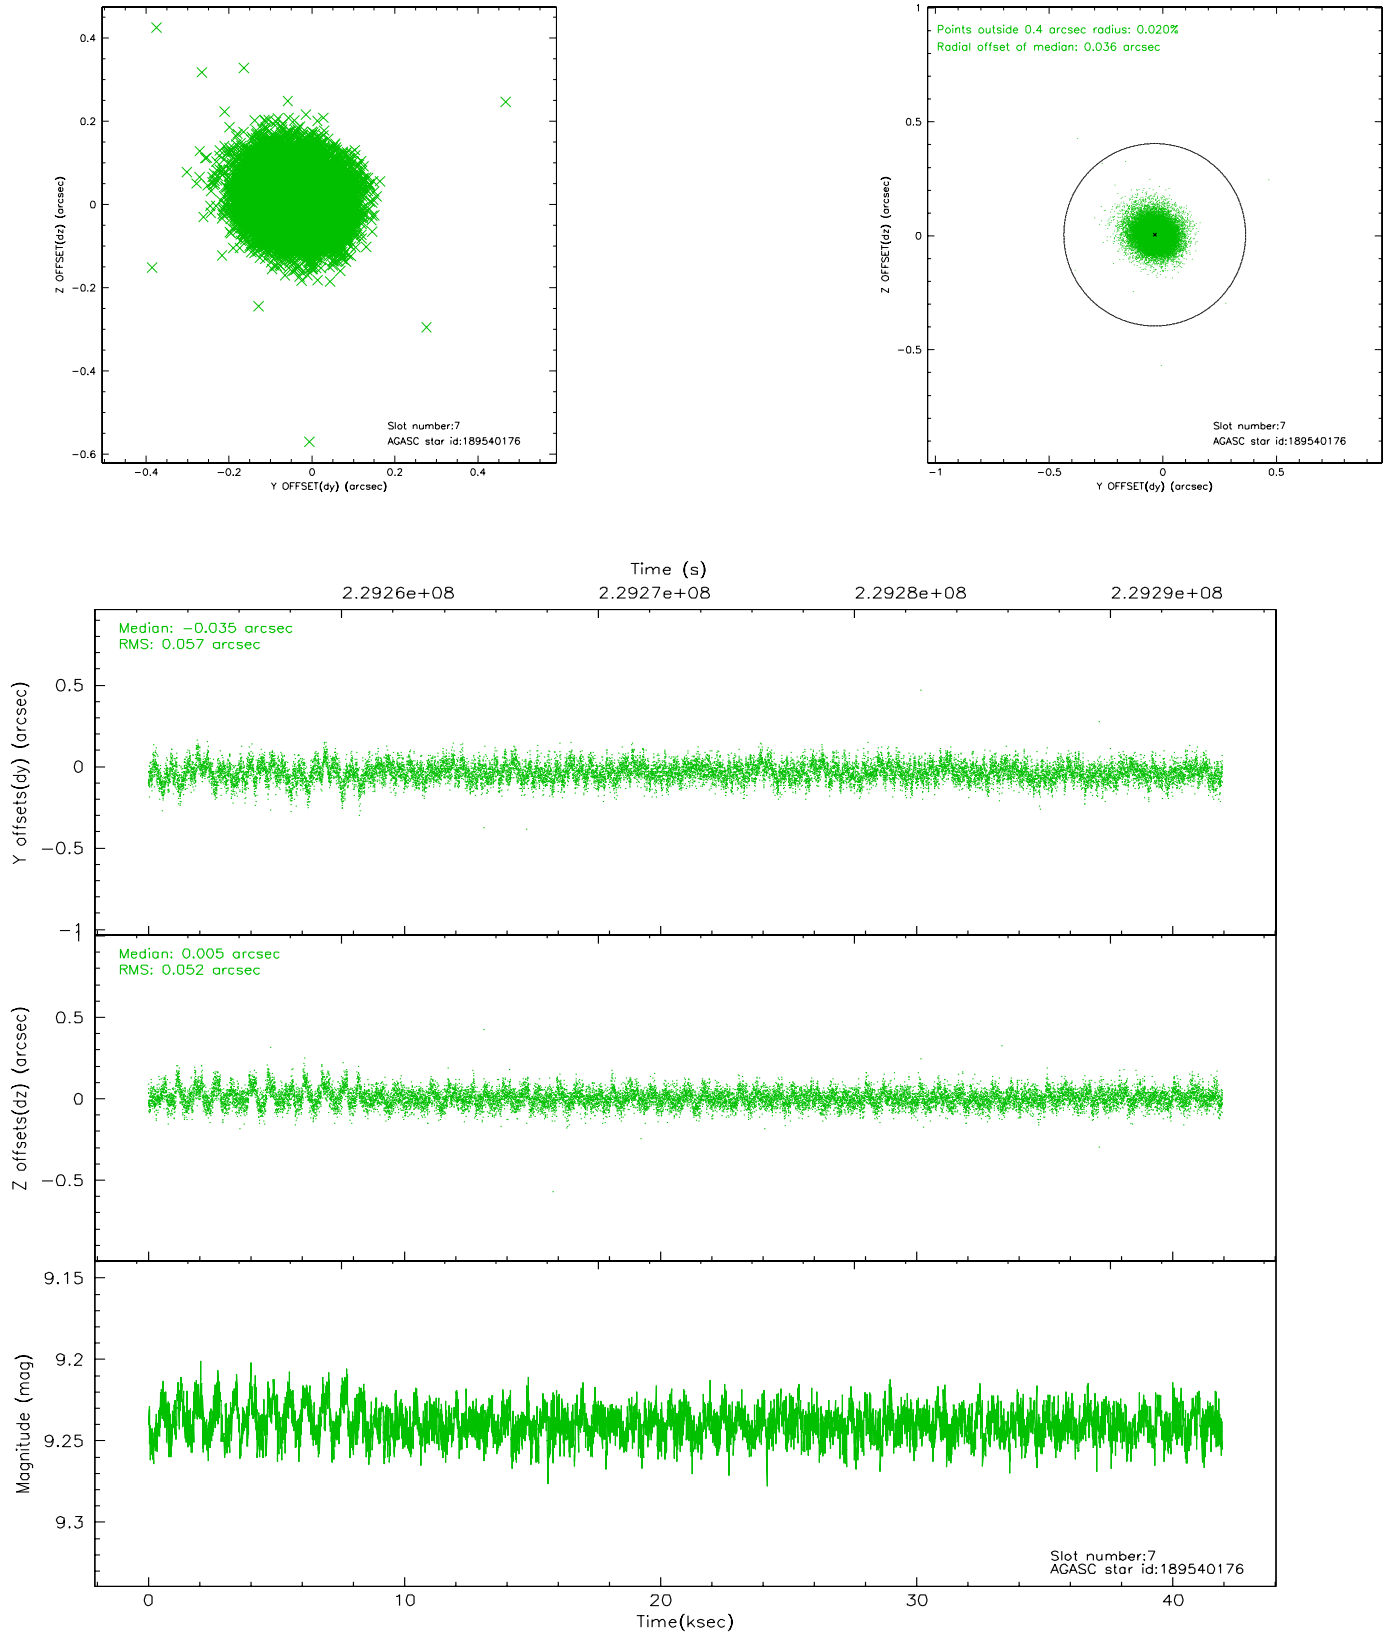 0.4
0.2
0
−0.2
−0.4
−0.6
Z OFFSET(dz) (arcsec)
Slot number:7
AGASC star id:189540176
−0.4 −0.2 0 0.2 0.4
Y OFFSET(dy) (arcsec)
Points outside 0.4 arcsec radius: 0.020%
Radial offset of median: 0.036 arcsec
1
0.5
0
−0.5
Z OFFSET(dz) (arcsec)
Slot number:7
AGASC star id:189540176
−1 −0.5 0 0.5
Y OFFSET(dy) (arcsec)
Time (s)
2.2926e+08 2.2927e+08 2.2928e+08 2.2929e+08
Median: −0.035 arcsec
RMS: 0.057 arcsec
0.5
0
−0.5
−1
Y offsets(dy) (arcsec)
Median: 0.005 arcsec
RMS: 0.052 arcsec
1
0.5
0
−0.5
Z offsets(dz) (arcsec)
9.15
9.2
9.25
9.3
Magnitude (mag)
Slot number:7
AGASC star id:189540176
0 10 20 30 40
Time(ksec)